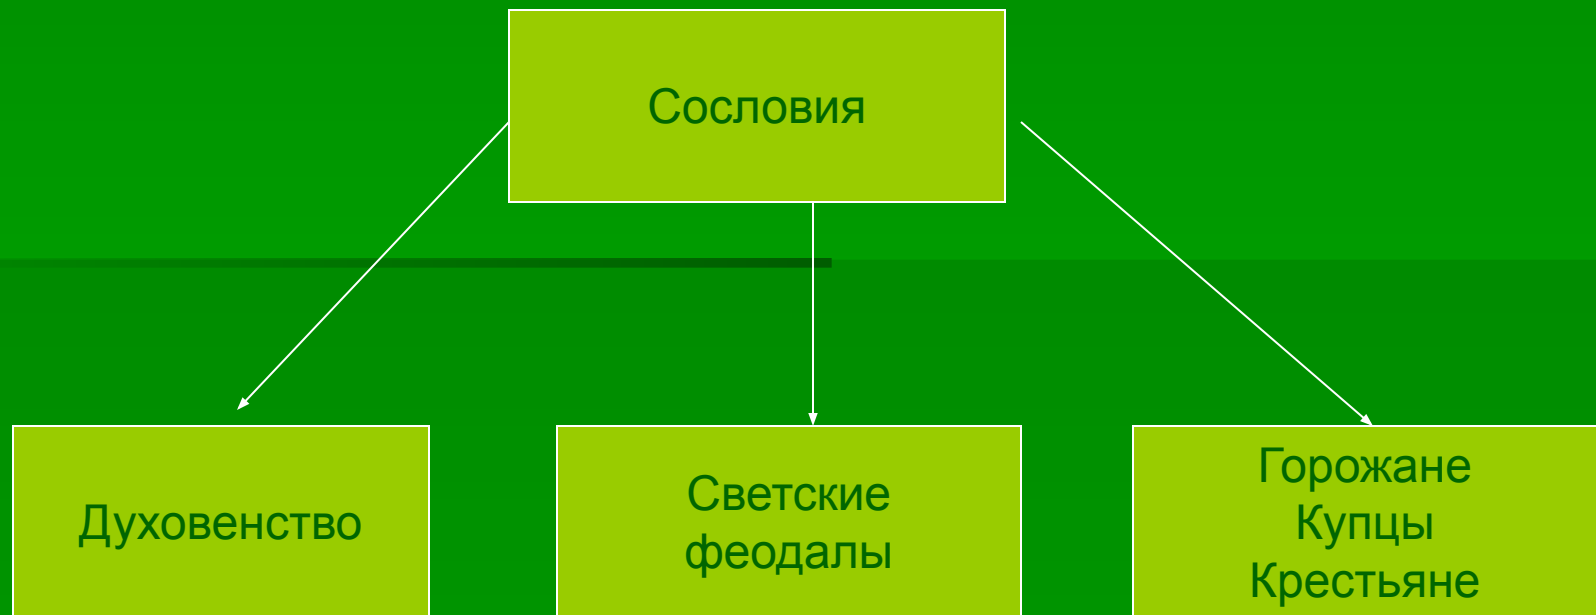 Сословия
Духовенство
Светские
феодалы
Горожане
Купцы
Крестьяне